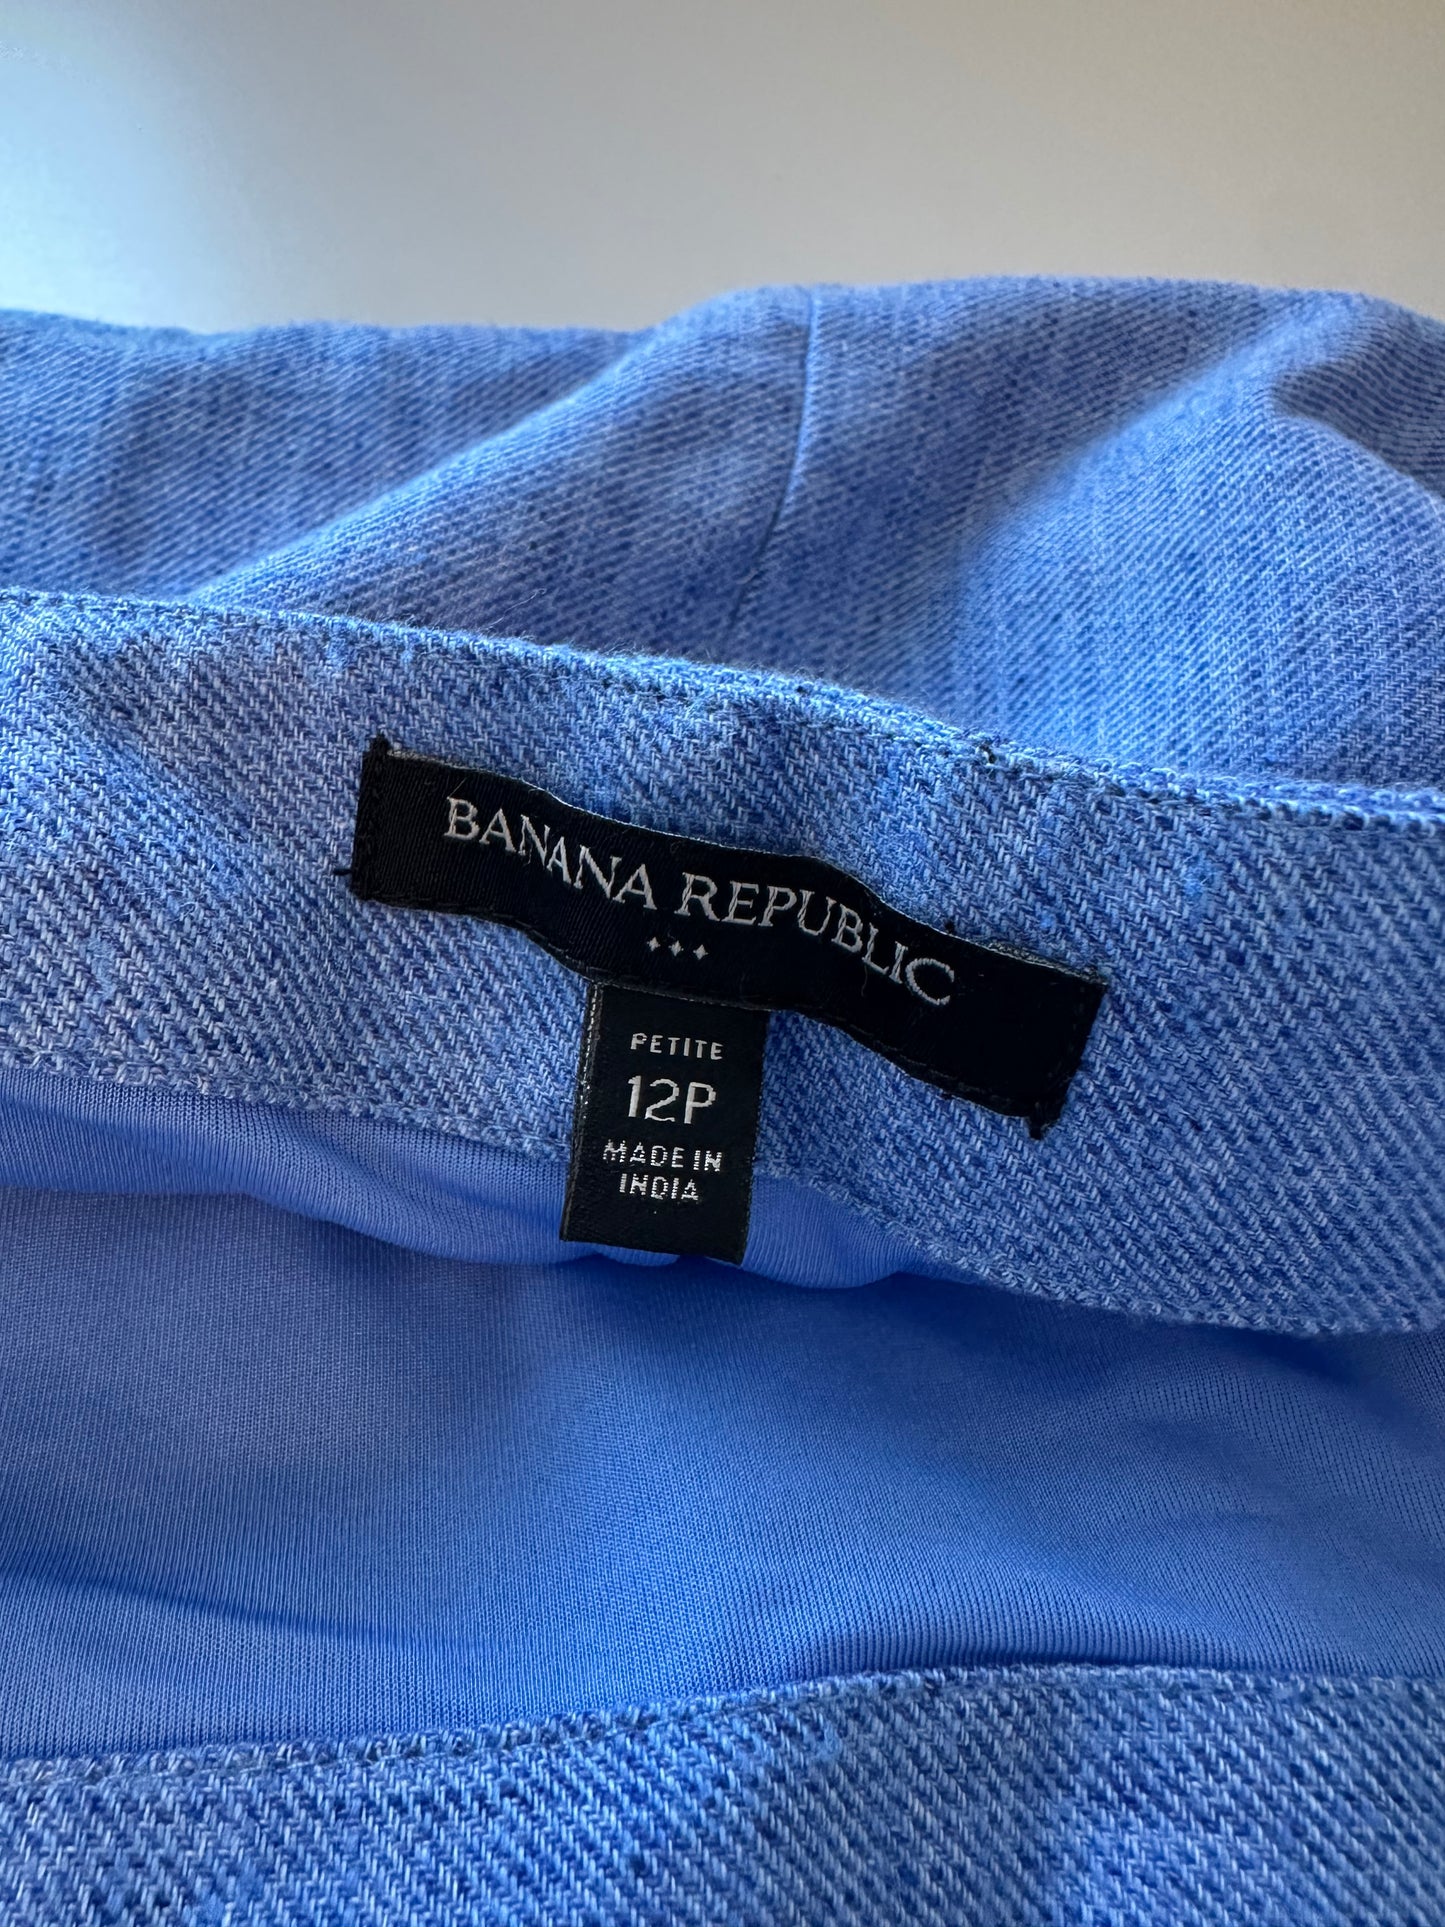 BANANA REPUBLIC
PETITE
12P
MADE IN
INDIA